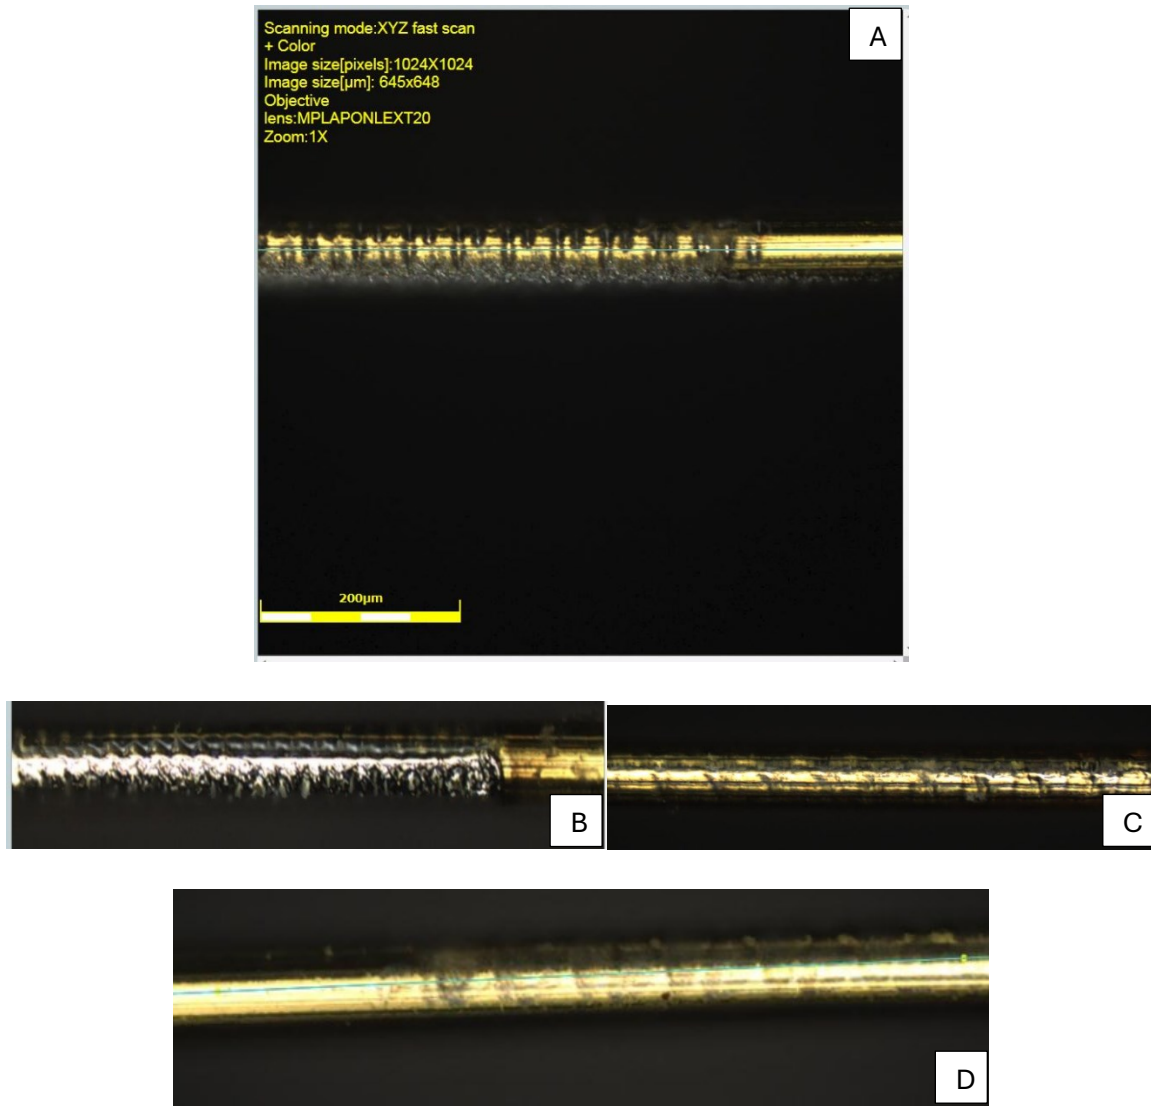 Scanning mode:XYZ fast scan
+ Color
Image size[pixels]:1024X1024
Image size[µm]: 645x648
Objective
lens:MPLAPONLEXT20
Zoom:1X
A
200µm
B
C
D